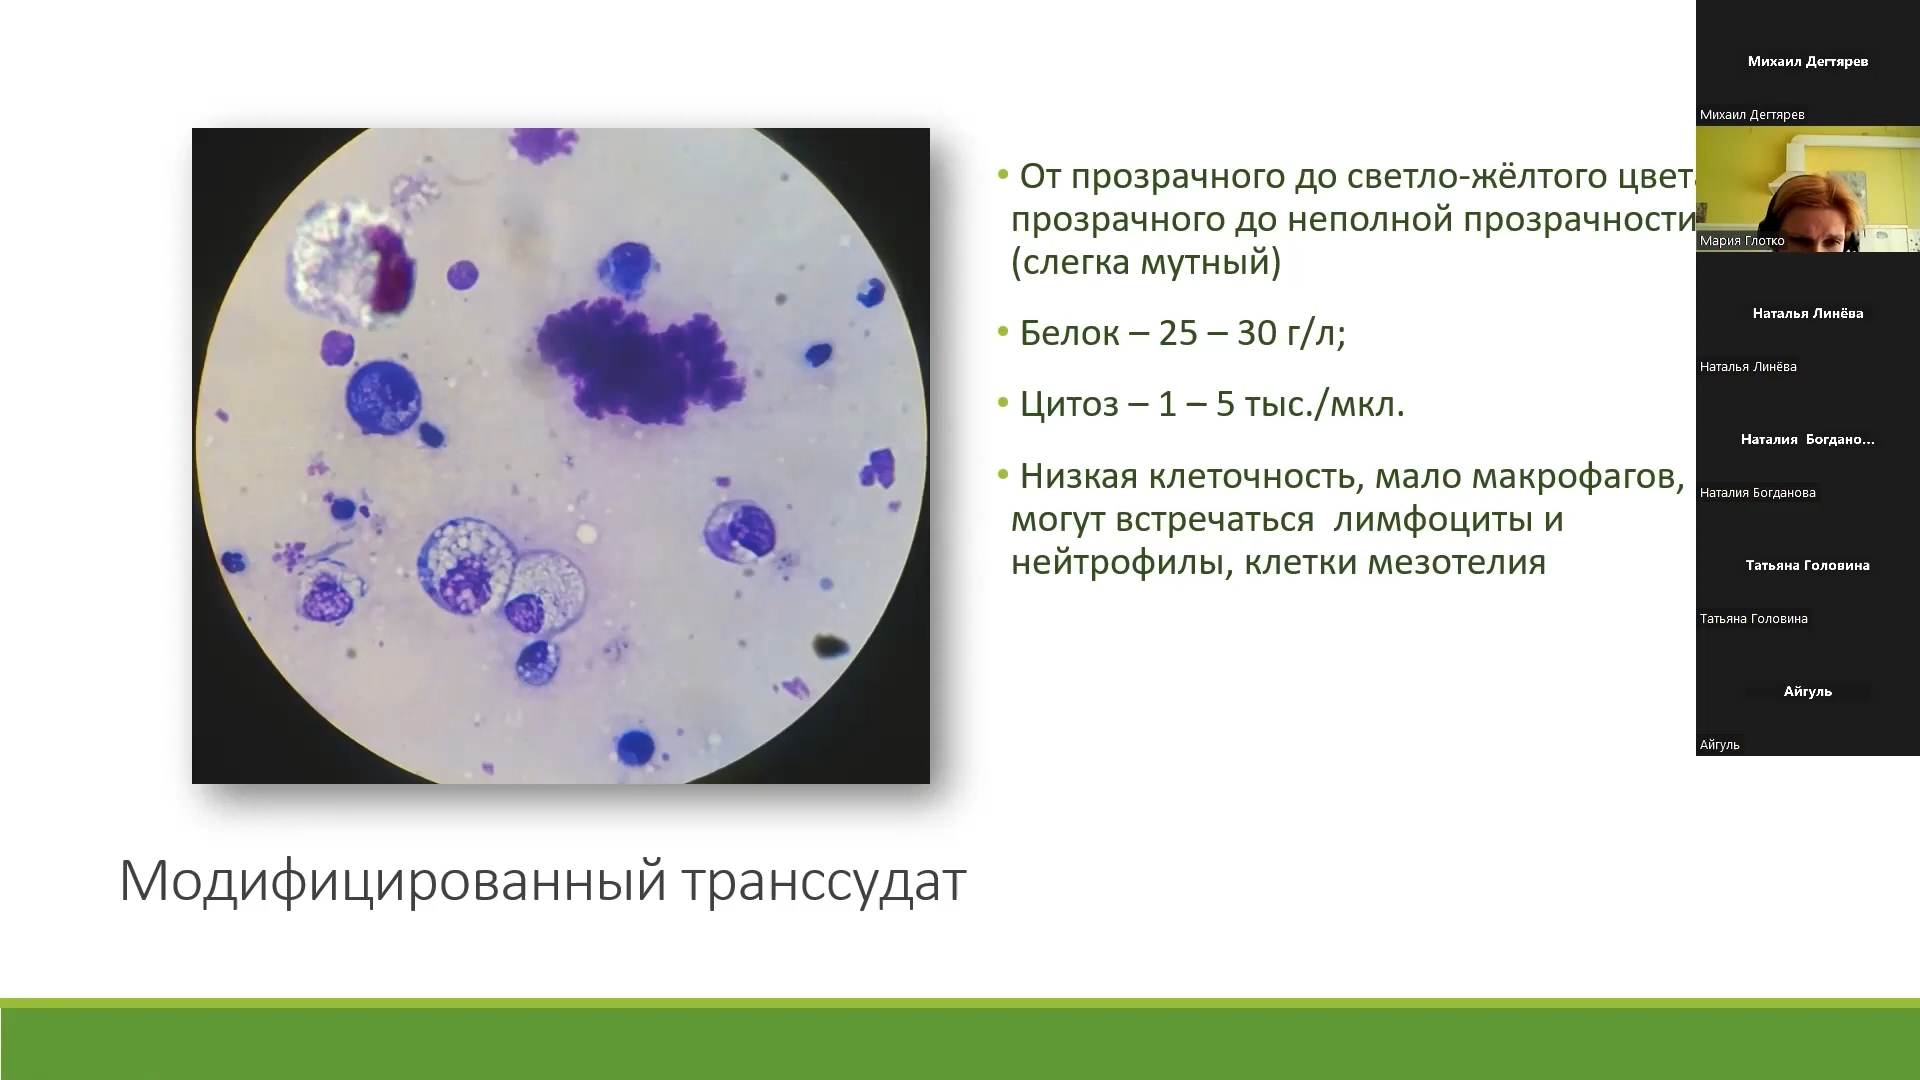 • От прозрачного до светло-жёлтого цвет
прозрачного до неполной прозрачности
(слегка мутный)
• Белок – 25 – 30 г/л;
• Цитоз – 1 – 5 тыс./мкл.
• Низкая клеточность, мало макрофагов,
могут встречаться лимфоциты и
нейтрофилы, клетки мезотелия
Модифицированный транссудат
Михаил Дегтярев
Михаил Дегтярев
Мария Глотко
Наталья Линёва
Наталья Линёва
Наталия Богдано...
Наталия Богданова
Татьяна Головина
Татьяна Головина
Айгуль
Айгуль